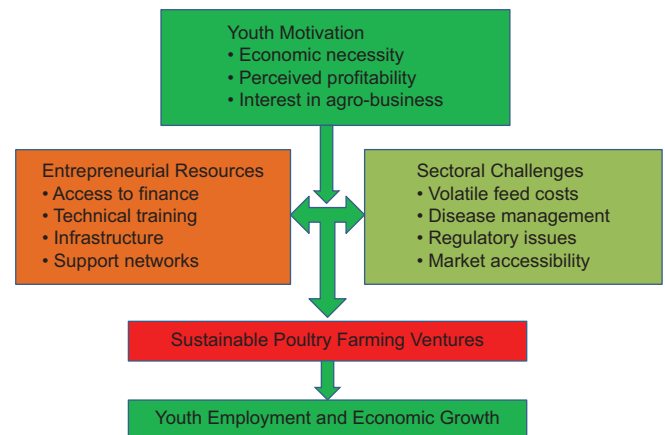 Youth Motivation
• Economic necessity
• Perceived profitability
• Interest in agro-business
Entrepreneurial Resources
• Access to finance
• Technical training
• Infrastructure
• Support networks
Sectoral Challenges
• Volatile feed costs
• Disease management
• Regulatory issues
• Market accessibility
Sustainable Poultry Farming Ventures
Youth Employment and Economic Growth